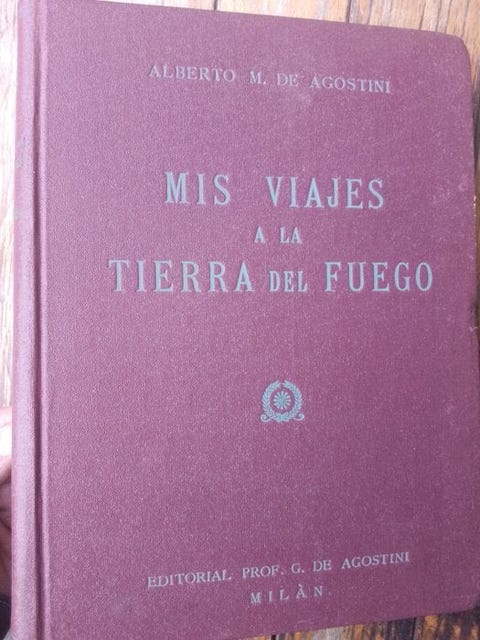 ALBERTO M. DE AGOSTINI
MIS VIAJES
A LA
TIERRA DEL FUEGO
EDITORIAL PROF. G. DE AGOSTINI
MILÀN.